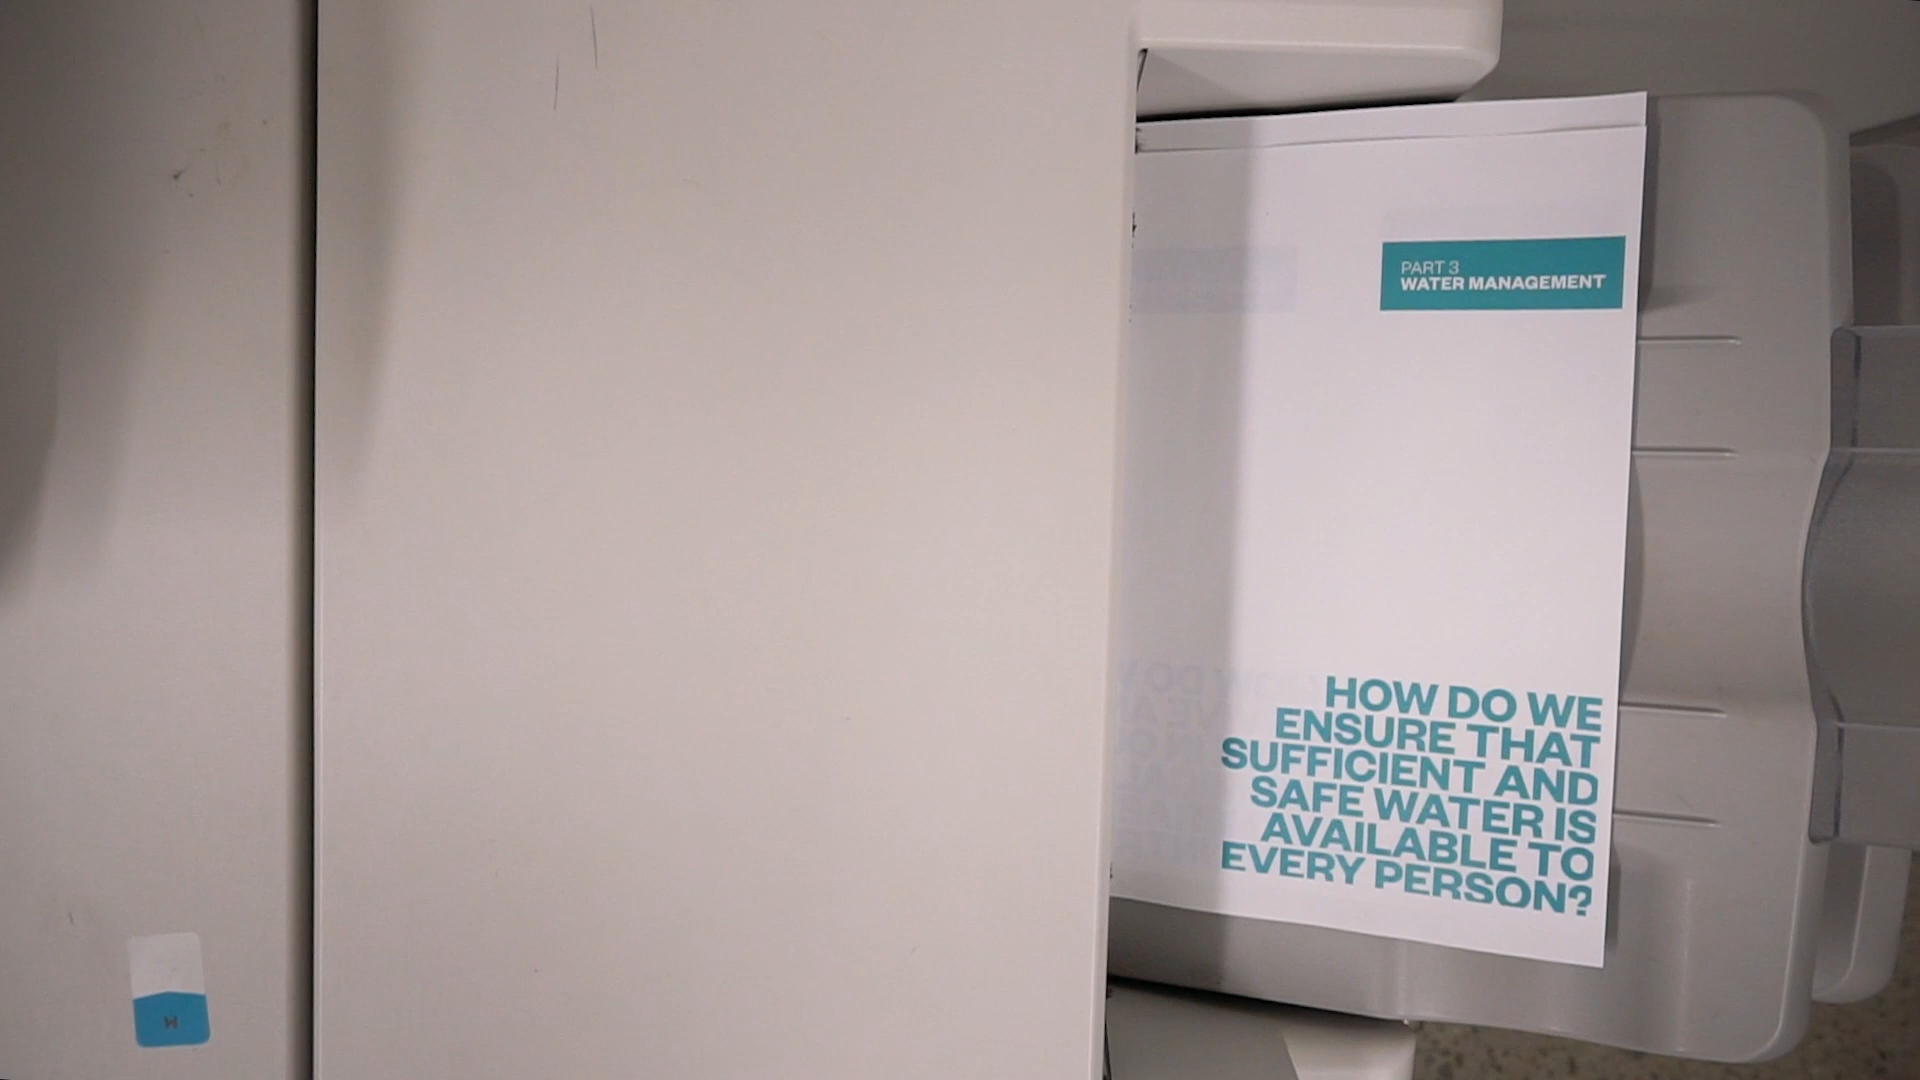 PART 3
WATER MANAGEMENT
HOW DO WE
ENSURE THAT
SUFFICIENT AND
SAFE WATER IS
AVAILABLE TO
EVERY PERSON?